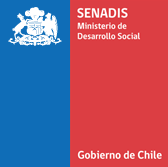 SENADIS
Ministerio de
Desarrollo Social
Gobierno de Chile